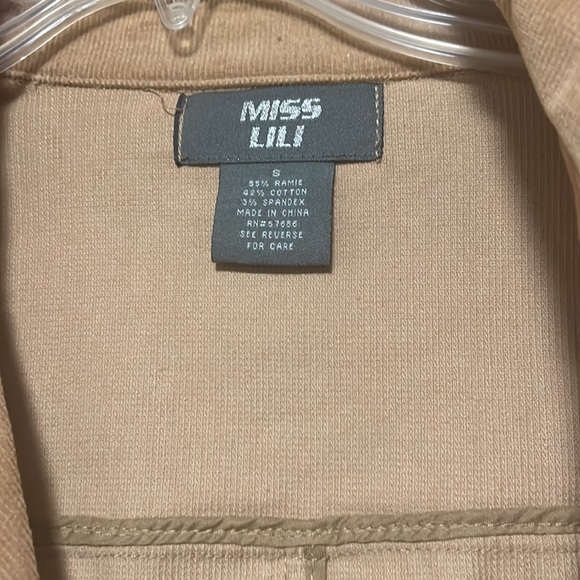 MISS
LILI
S
55% RAMIE
42% COTTON
3% SPANDEX
MADE IN CHINA
RN#57686
SEE REVERSE
FOR CARE